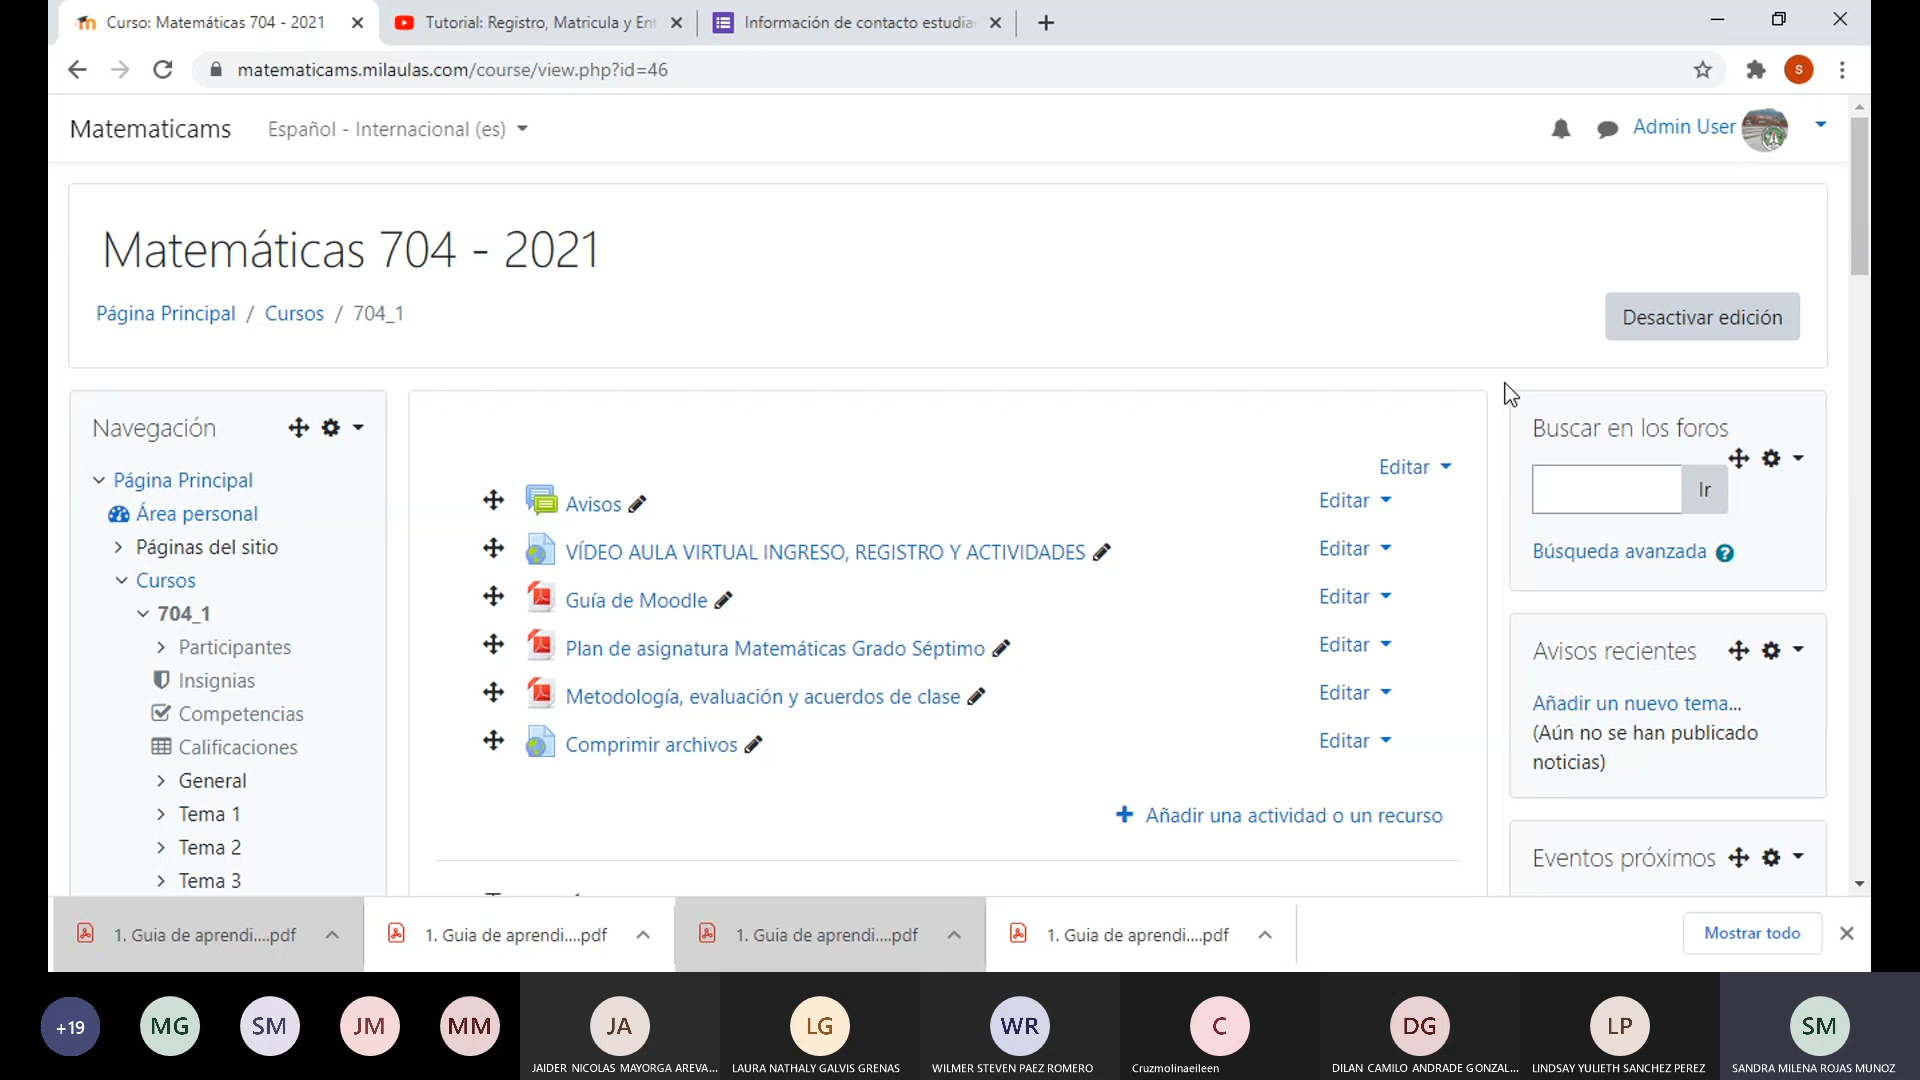 Curso: Matemáticas 704 - 2021
Tutorial: Registro, Matricula y Ent
Información de contacto estudia
matematicams.milaulas.com/course/view.php?id=46
S
Matematicams
Español - Internacional (es)
Admin User
Matemáticas 704 - 2021
Página Principal / Cursos / 704_1
Desactivar edición
Navegación
Página Principal
Área personal
Páginas del sitio
Cursos
704_1
Participantes
Insignias
Competencias
Calificaciones
General
Tema 1
Tema 2
Tema 3
Editar
Avisos Editar
VÍDEO AULA VIRTUAL INGRESO, REGISTRO Y ACTIVIDADES Editar
Guía de Moodle Editar
Plan de asignatura Matemáticas Grado Séptimo Editar
Metodología, evaluación y acuerdos de clase Editar
Comprimir archivos Editar
Añadir una actividad o un recurso
Buscar en los foros
Ir
Búsqueda avanzada
Avisos recientes
Añadir un nuevo tema...
(Aún no se han publicado
noticias)
Eventos próximos
1. Guia de aprendi....pdf
1. Guia de aprendi....pdf
1. Guia de aprendi....pdf
1. Guia de aprendi....pdf
Mostrar todo
+19
MG
SM
JM
MM
JA
LG
WR
C
DG
LP
SM
JAIDER NICOLAS MAYORGA AREVA...
LAURA NATHALY GALVIS GRENAS
WILMER STEVEN PAEZ ROMERO
Cruzmolinaeileen
DILAN CAMILO ANDRADE GONZAL...
LINDSAY YULIETH SANCHEZ PEREZ
SANDRA MILENA ROJAS MUNOZ